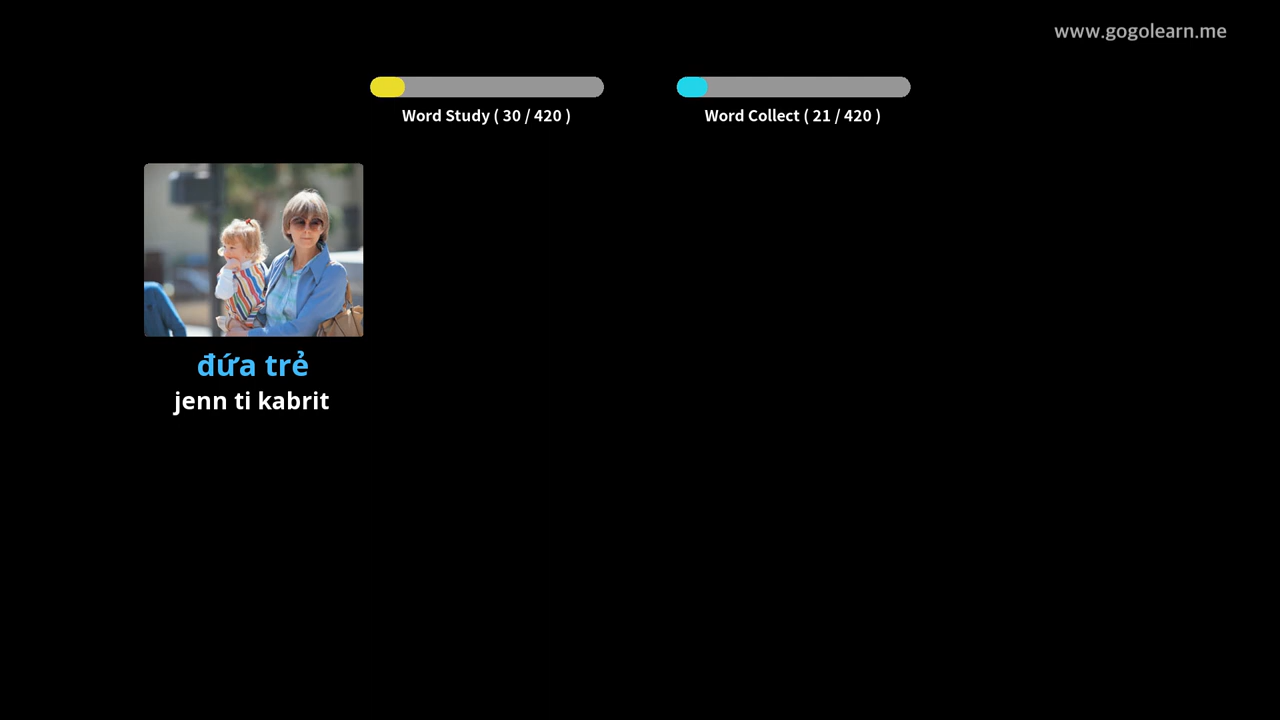 www.gogolearn.me
Word Study ( 30 / 420 )
Word Collect ( 21 / 420 )
đứa trẻ
jenn ti kabrit